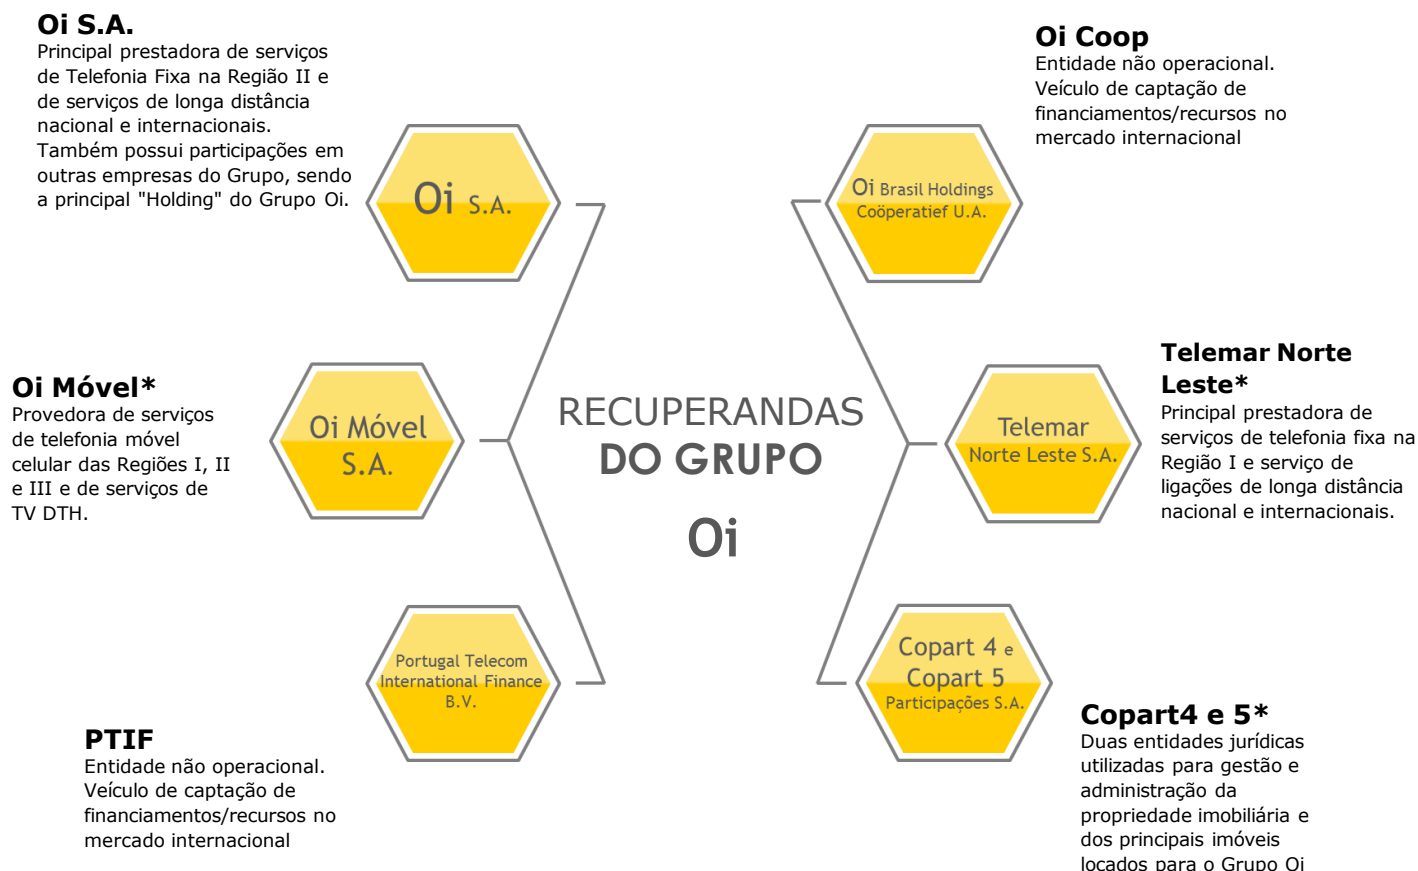 Oi S.A.
Principal prestadora de serviços
de Telefonia Fixa na Região II e
de serviços de longa distância
nacional e internacionais.
Também possui participações em
outras empresas do Grupo, sendo
a principal "Holding" do Grupo Oi.
Oi S.A.
Oi Coop
Entidade não operacional.
Veículo de captação de
financiamentos/recursos no
mercado internacional
Oi Brasil Holdings
Coöperatief U.A.
Oi Móvel*
Provedora de serviços
de telefonia móvel
celular das Regiões I, II
e III e de serviços de
TV DTH.
Oi Móvel
S.A.
RECUPERANDAS
DO GRUPO
Oi
Telemar
Norte Leste S.A.
Telemar Norte
Leste*
Principal prestadora de
serviços de telefonia fixa na
Região I e serviço de
ligações de longa distância
nacional e internacionais.
Portugal Telecom
International Finance
B.V.
PTIF
Entidade não operacional.
Veículo de captação de
financiamentos/recursos no
mercado internacional
Copart 4 e
Copart 5
Participações S.A.
Copart4 e 5*
Duas entidades jurídicas
utilizadas para gestão e
administração da
propriedade imobiliária e
dos principais imóveis
locados para o Grupo Oi